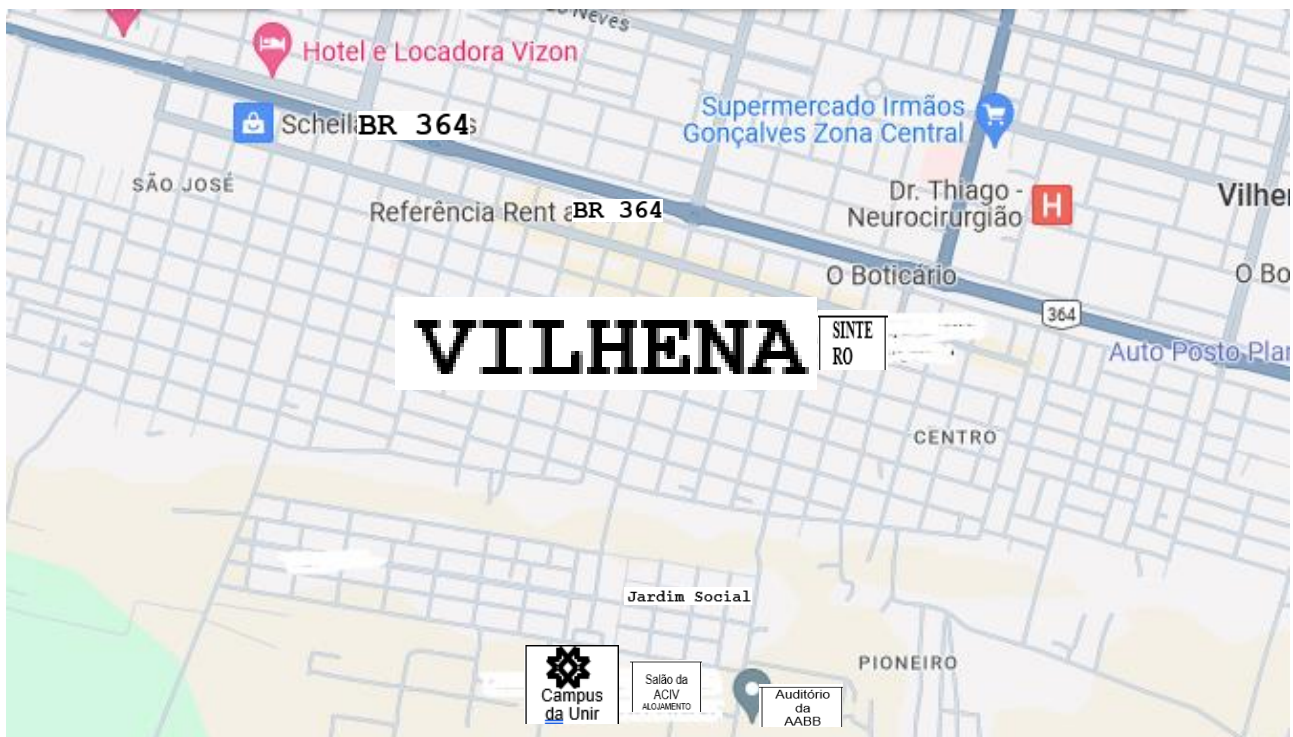 Neves
Hotel e Locadora Vizon
Supermercado Irmãos
Gonçalves Zona Central
Scheila
BR 364
SÃO JOSÉ
Dr. Thiago -
Neurocirurgião
H
Vilhe
Referência Rent a
BR 364
O Boticário
O Bo
364
VILHENA
SINTE
RO
Auto Posto Plan
CENTRO
Jardim Social
PIONEIRO
Campus
da Unir
Salão da
ACIV
ALOJAMENTO
Auditório
da
AABB